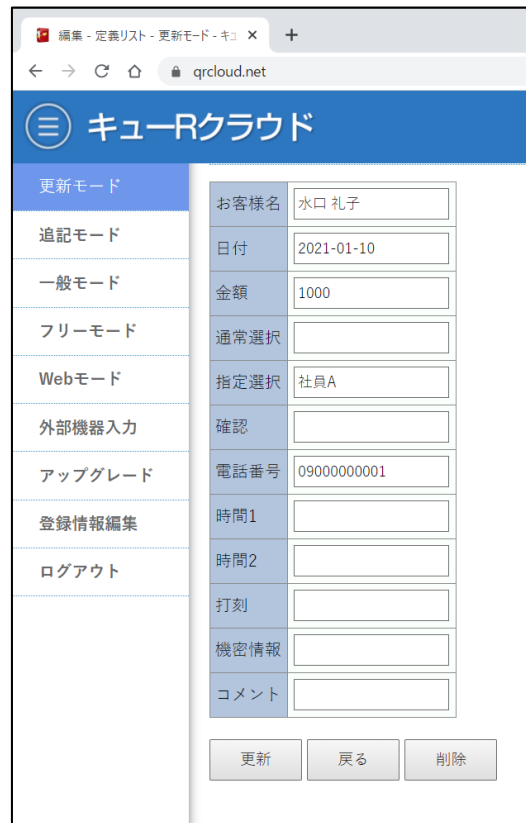 編集 - 定義リスト - 更新モード - キュ
qrcloud.net
キューRクラウド
更新モード
追記モード
一般モード
フリーモード
Webモード
外部機器入力
アップグレード
登録情報編集
ログアウト
お客様名 水口 礼子
日付 2021-01-10
金額 1000
通常選択
指定選択 社員A
確認
電話番号 09000000001
時間1
時間2
打刻
機密情報
コメント
更新 戻る 削除